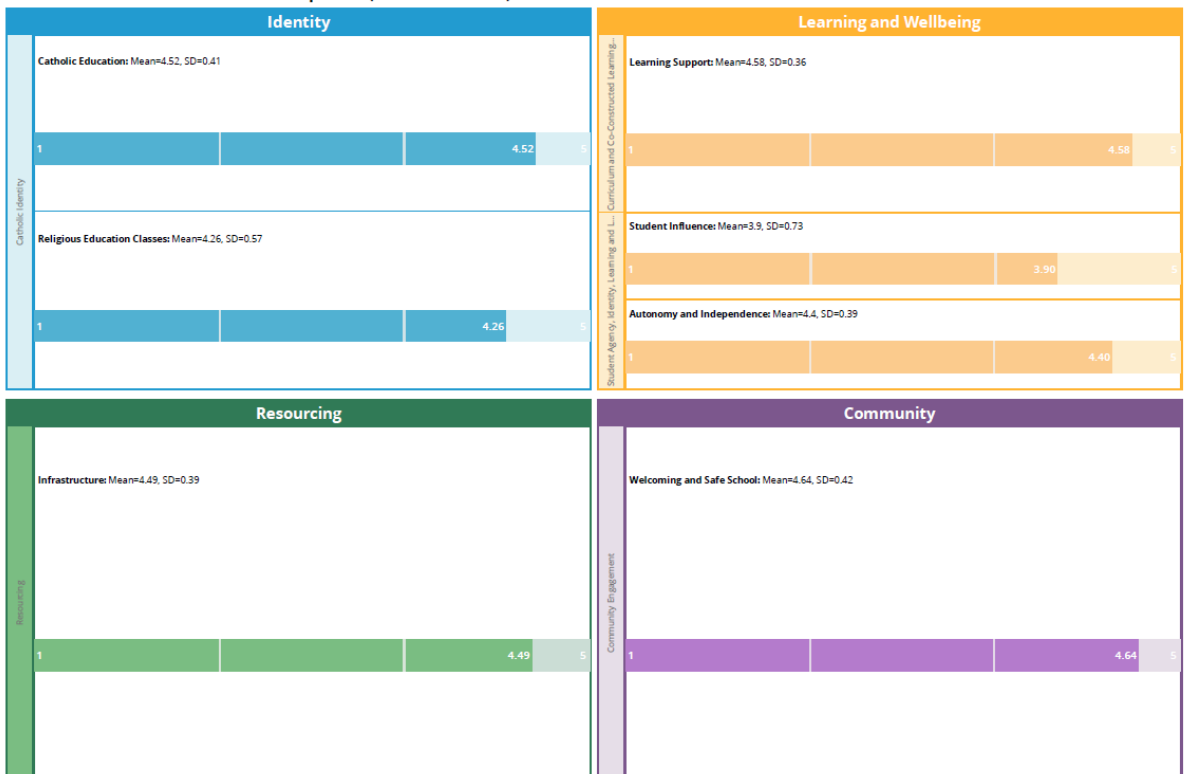 Identity
Catholic Identity
Catholic Education: Mean=4.52, SD=0.41
1 4.52 5
Religious Education Classes: Mean=4.26, SD=0.57
1 4.26 5
Learning and Wellbeing
Curriculum and Co-Constructed Learning...
Learning Support: Mean=4.58, SD=0.36
1 4.58 5
Student Agency, Identity, Learning and L...
Student Influence: Mean=3.9, SD=0.73
1 3.90 5
Autonomy and Independence: Mean=4.4, SD=0.39
1 4.40 5
Resourcing
Resourcing
Infrastructure: Mean=4.49, SD=0.39
1 4.49 5
Community
Community Engagement
Welcoming and Safe School: Mean=4.64, SD=0.42
1 4.64 5